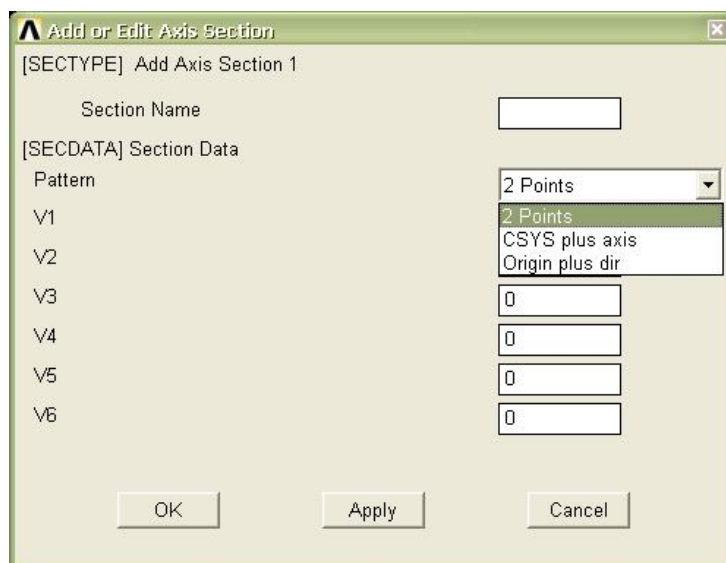 Add or Edit Axis Section
[SECTYPE] Add Axis Section 1
Section Name
[SECDATA] Section Data
Pattern
2 Points
V1
2 Points
CSYS plus axis
V2
Origin plus dir
V3
0
V4
0
V5
0
V6
0
OK
Apply
Cancel